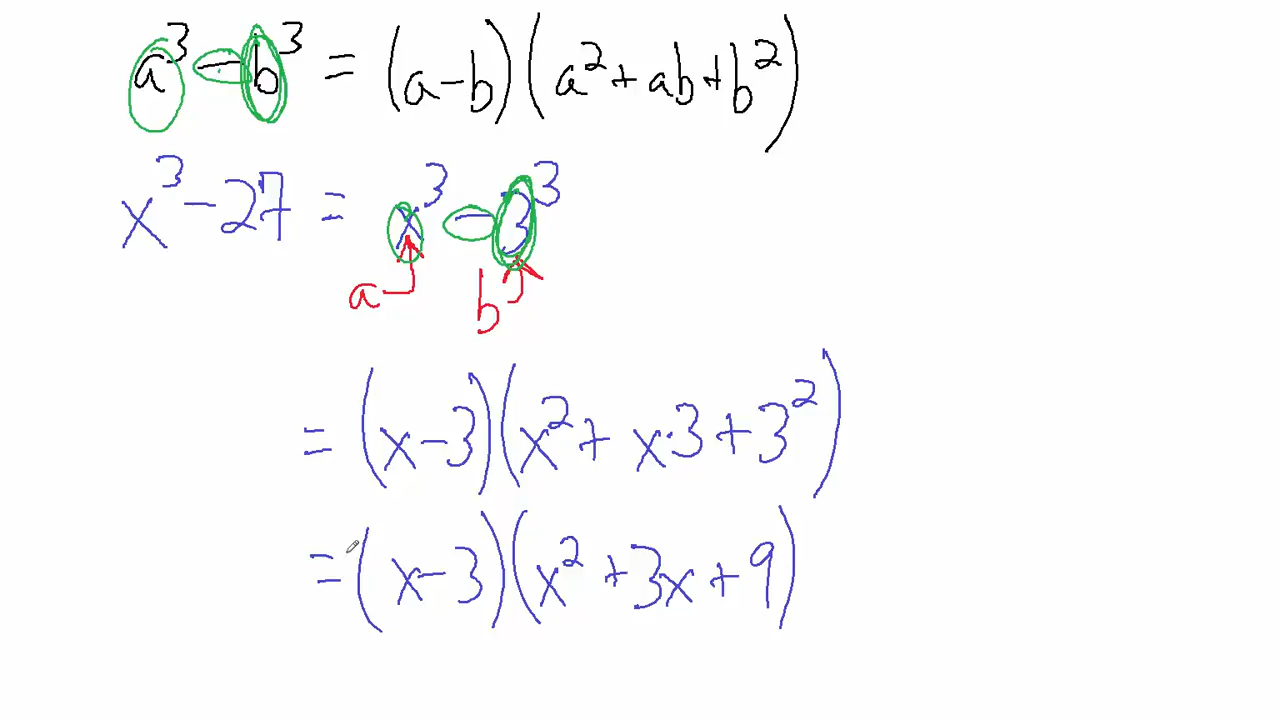 a³ - b³ = (a-b)(a²+ab+b²)
x³ - 27 = x³ - 3³
a b
= (x-3)(x²+ x·3+3²)
= (x-3)(x²+3x+9)